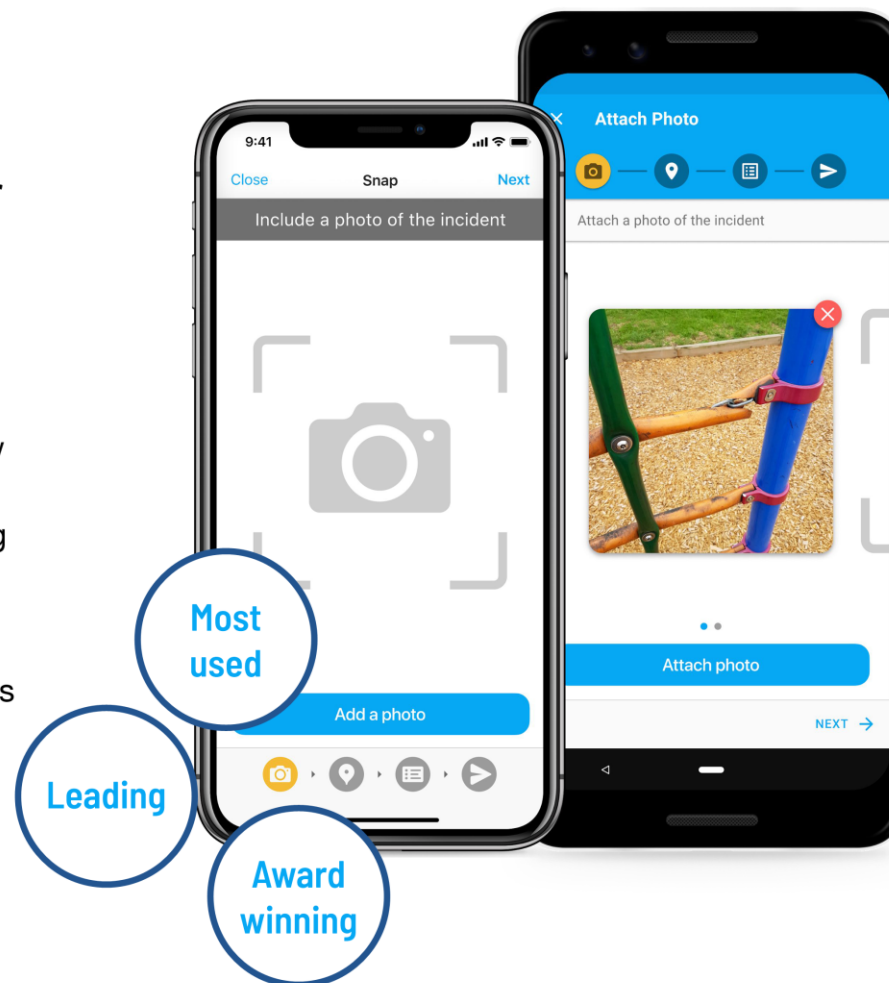 9:41
Close Snap Next
Include a photo of the incident
Add a photo
Attach Photo
Attach a photo of the incident
Attach photo
NEXT
Most
used
Leading
Award
winning